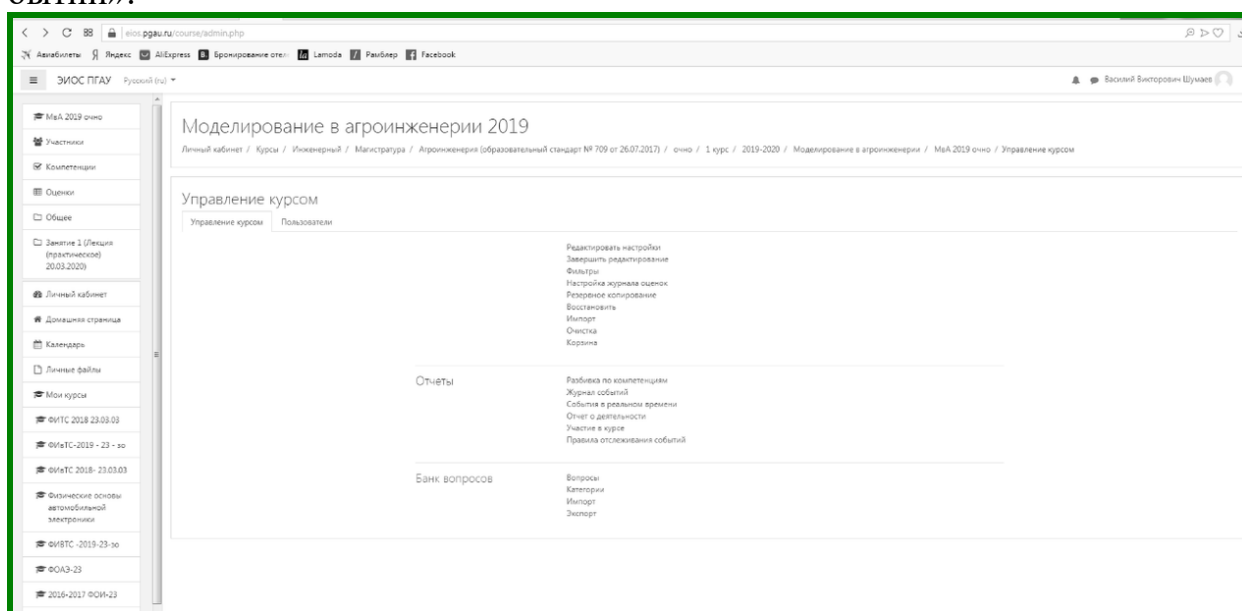 eios.pgau.ru/course/admin.php
Авиабилеты Яндекс AliExpress Бронирование отел Lamoda Рамблер Facebook
ЭИОС ПГАУ Русский (ru)
Василий Викторович Шумаев
МвА 2019 очно
Участники
Компетенции
Оценки
Общее
Занятие 1 (Лекция
(практическое)
20.03.2020)
Личный кабинет
Домашняя страница
Календарь
Личные файлы
Мои курсы
ФИТС 2018 23.03.03
ФИвТС-2019 - 23 - зо
ФИвТС 2018- 23.03.03
Физические основы
автомобильной
электроники
ФИВТС -2019-23-зо
ФОАЭ-23
2016-2017 ФОИ-23
Моделирование в агроинженерии 2019
Личный кабинет / Курсы / Инженерный / Магистратура / Агроинженерия (образовательный стандарт № 709 от 26.07.2017) / очно / 1 курс / 2019-2020 / Моделирование в агроинженерии / МвА 2019 очно / Управление курсом
Управление курсом
Управление курсом Пользователи
Редактировать настройки
Завершить редактирование
Фильтры
Настройка журнала оценок
Резервное копирование
Восстановить
Импорт
Очистка
Корзина
Отчеты
Разбивка по компетенциям
Журнал событий
События в реальном времени
Отчет о деятельности
Участие в курсе
Правила отслеживания событий
Банк вопросов
Вопросы
Категории
Импорт
Экспорт